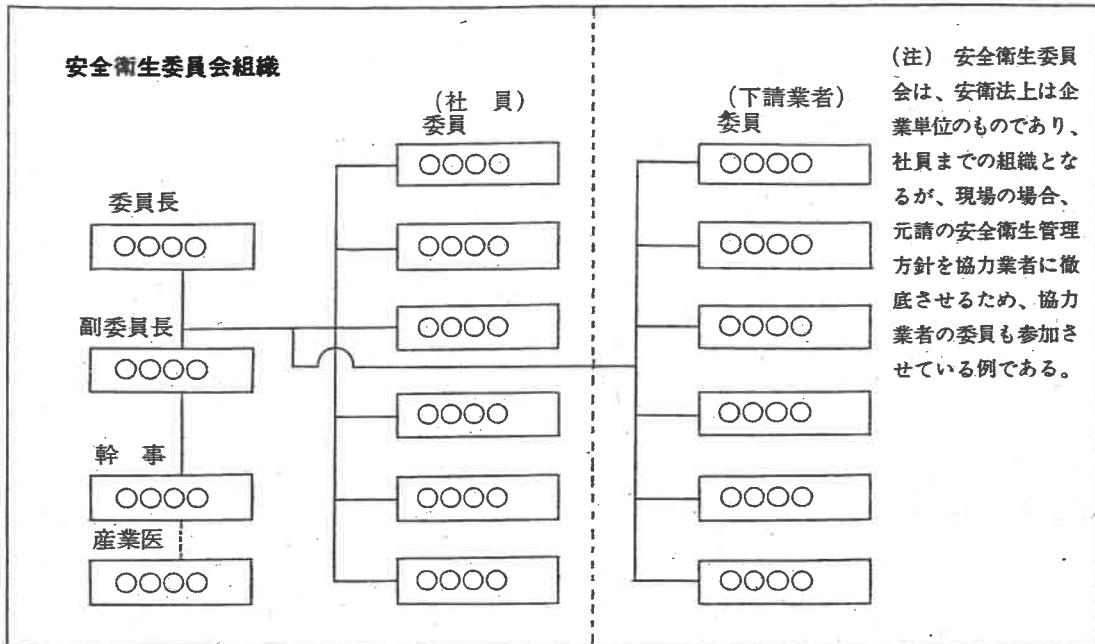 安全衛生委員会組織
委員長
○○○○
副委員長
○○○○
幹　事
○○○○
産業医
○○○○
（社　員）
委員
○○○○
○○○○
○○○○
○○○○
○○○○
○○○○
（下請業者）
委員
○○○○
○○○○
○○○○
○○○○
○○○○
○○○○
（注）　安全衛生委員
会は、安衛法上は企
業単位のものであり、
社員までの組織とな
るが、現場の場合、
元請の安全衛生管理
方針を協力業者に徹
底させるため、協力
業者の委員も参加さ
せている例である。